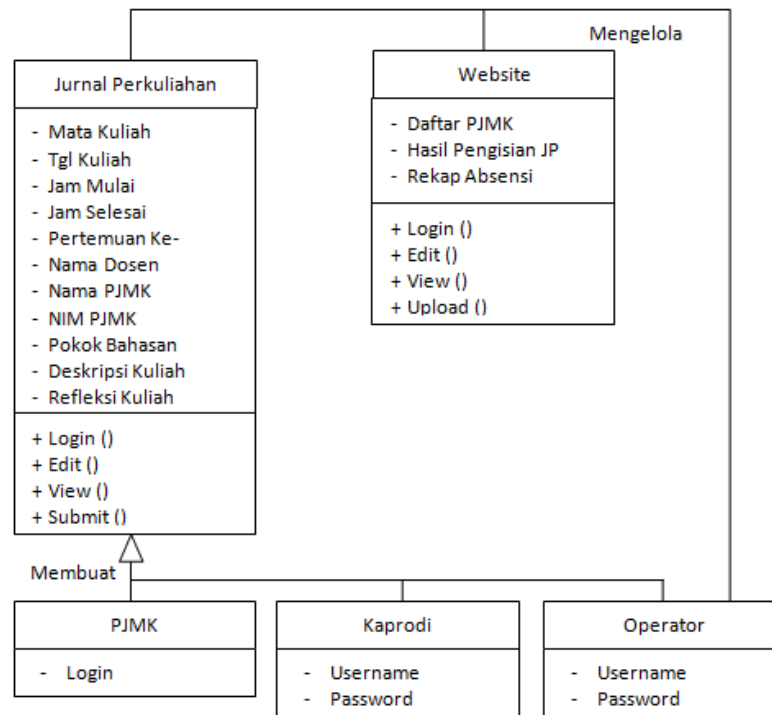 Mengelola
Jurnal Perkuliahan
- Mata Kuliah
- Tgl Kuliah
- Jam Mulai
- Jam Selesai
- Pertemuan Ke-
- Nama Dosen
- Nama PJMK
- NIM PJMK
- Pokok Bahasan
- Deskripsi Kuliah
- Refleksi Kuliah
+ Login ()
+ Edit ()
+ View ()
+ Submit ()
Website
- Daftar PJMK
- Hasil Pengisian JP
- Rekap Absensi
+ Login ()
+ Edit ()
+ View ()
+ Upload ()
Membuat
PJMK
- Login
Kaprodi
- Username
- Password
Operator
- Username
- Password